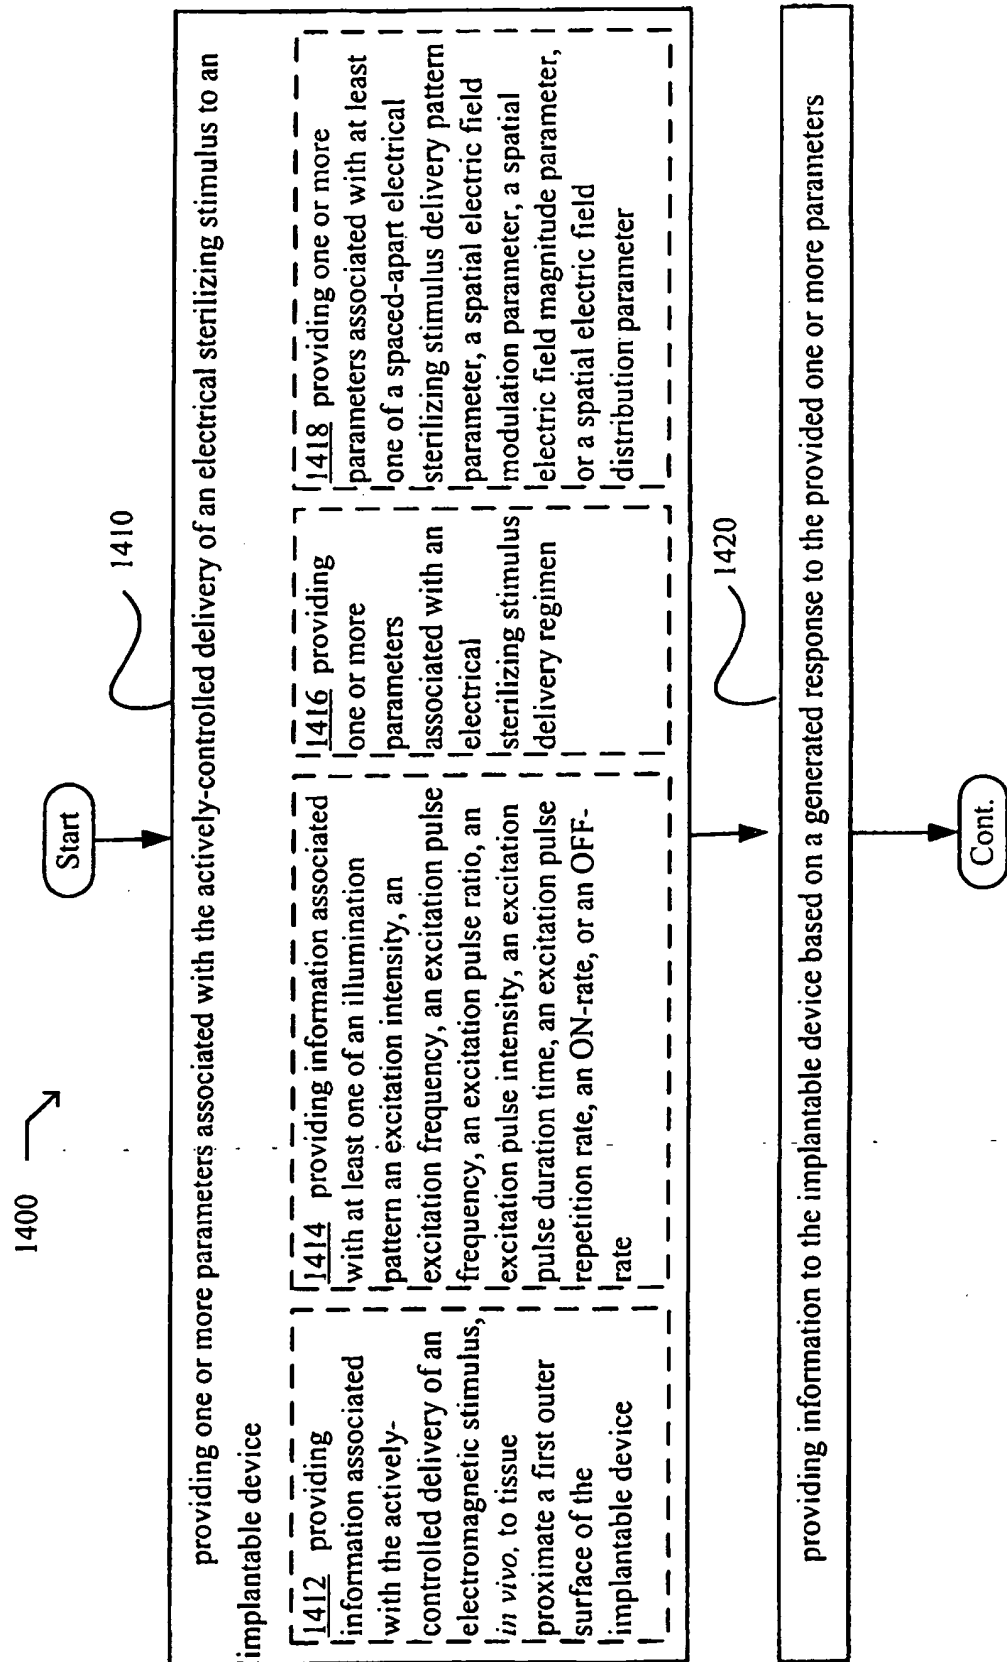 1400
Start
1410
providing one or more parameters associated with the actively-controlled delivery of an electrical sterilizing stimulus to an
implantable device
1412 providing
information associated
with the actively-
controlled delivery of an
electromagnetic stimulus,
in vivo, to tissue
proximate a first outer
surface of the
implantable device
1414 providing information associated
with at least one of an illumination
pattern an excitation intensity, an
excitation frequency, an excitation pulse
frequency, an excitation pulse ratio, an
excitation pulse intensity, an excitation
pulse duration time, an excitation pulse
repetition rate, an ON-rate, or an OFF-
rate
1416 providing
one or more
parameters
associated with an
electrical
sterilizing stimulus
delivery regimen
1418 providing one or more
parameters associated with at least
one of a spaced-apart electrical
sterilizing stimulus delivery pattern
parameter, a spatial electric field
modulation parameter, a spatial
electric field magnitude parameter,
or a spatial electric field
distribution parameter
1420
providing information to the implantable device based on a generated response to the provided one or more parameters
Cont.